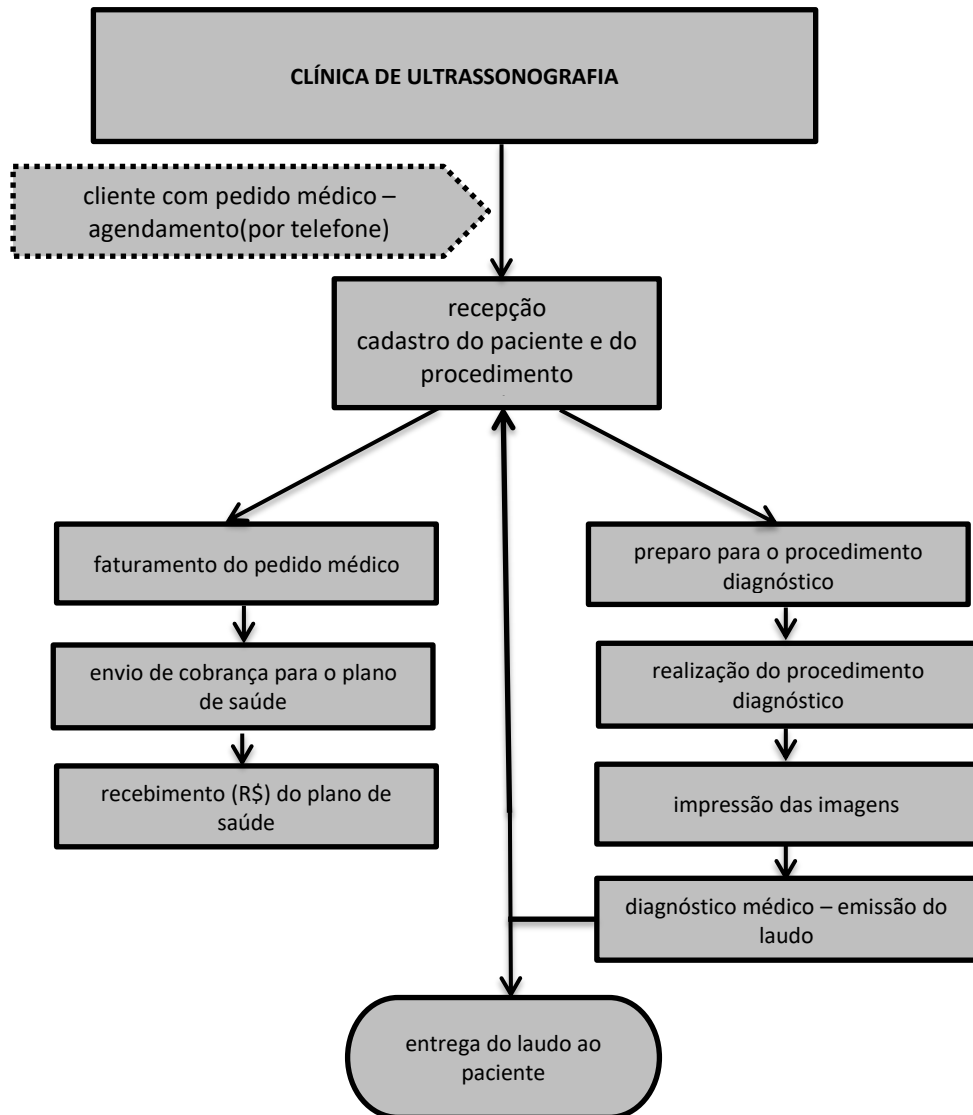 CLÍNICA DE ULTRASSONOGRAFIA
cliente com pedido médico –
agendamento(por telefone)
recepção
cadastro do paciente e do
procedimento
faturamento do pedido médico
envio de cobrança para o plano
de saúde
recebimento (R$) do plano de
saúde
preparo para o procedimento
diagnóstico
realização do procedimento
diagnóstico
impressão das imagens
diagnóstico médico – emissão do
laudo
entrega do laudo ao
paciente